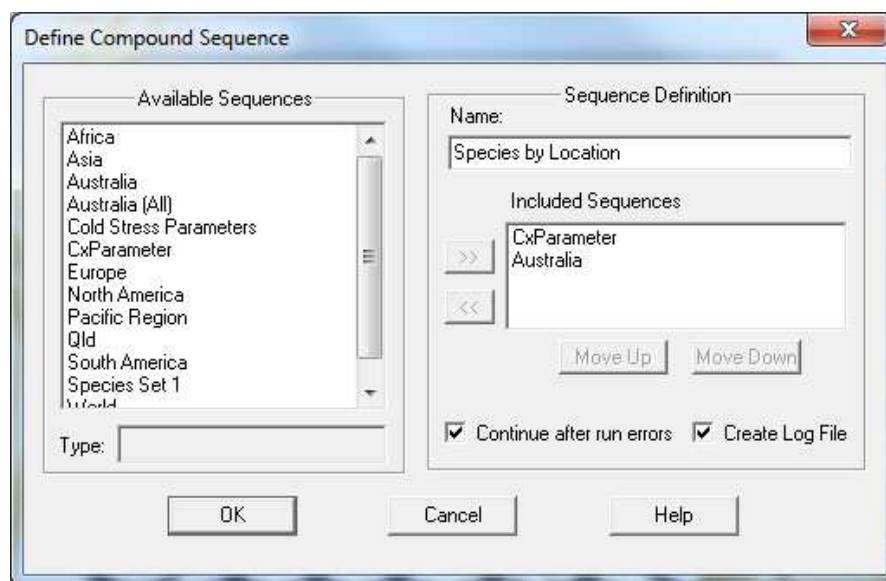 Define Compound Sequence
x
Available Sequences
Africa
Asia
Australia
Australia (All)
Cold Stress Parameters
CxParameter
Europe
North America
Pacific Region
Qld
South America
Species Set 1
World
Type:
Sequence Definition
Name:
Species by Location
Included Sequences
CxParameter
Australia
>>
<<
Move Up Move Down
Continue after run errors Create Log File
OK Cancel Help